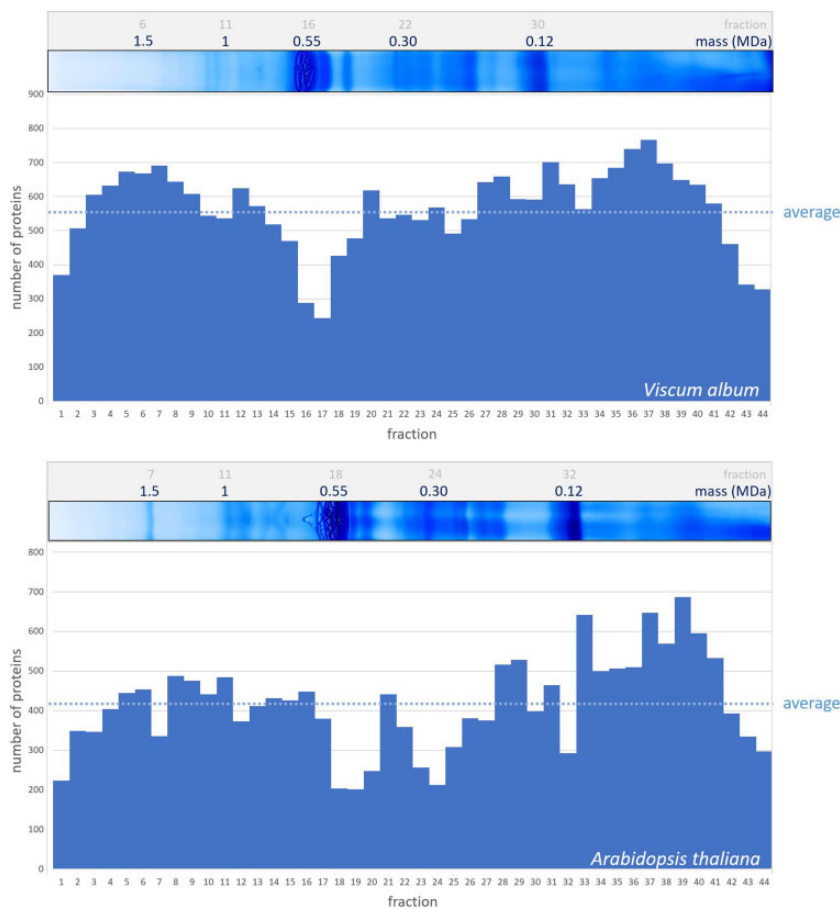 6 11 16 22 30 fraction
1.5 1 0.55 0.30 0.12 mass (MDa)
900
800
700
600
500
400
300
200
100
0
number of proteins
average
Viscum album
1 2 3 4 5 6 7 8 9 10 11 12 13 14 15 16 17 18 19 20 21 22 23 24 25 26 27 28 29 30 31 32 33 34 35 36 37 38 39 40 41 42 43 44
fraction
7 11 18 24 32 fraction
1.5 1 0.55 0.30 0.12 mass (MDa)
800
700
600
500
400
300
200
100
0
number of proteins
average
Arabidopsis thaliana
1 2 3 4 5 6 7 8 9 10 11 12 13 14 15 16 17 18 19 20 21 22 23 24 25 26 27 28 29 30 31 32 33 34 35 36 37 38 39 40 41 42 43 44
fraction